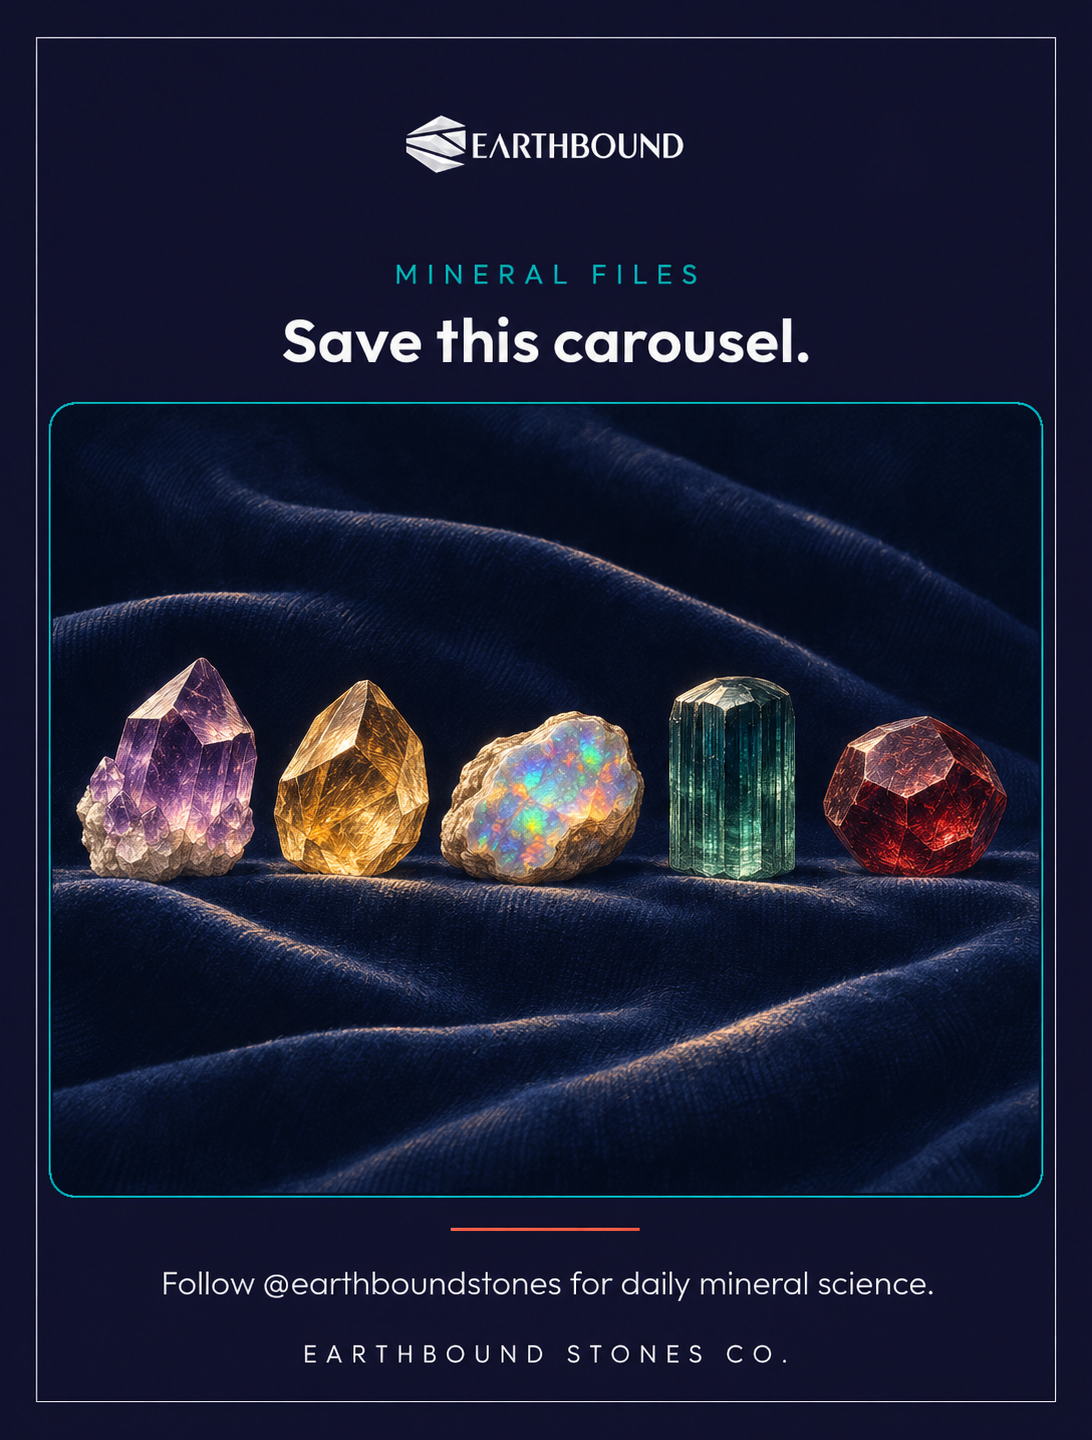 EARTHBOUND
MINERAL FILES
Save this carousel.
Follow @earthboundstones for daily mineral science.
EARTHBOUND STONES CO.